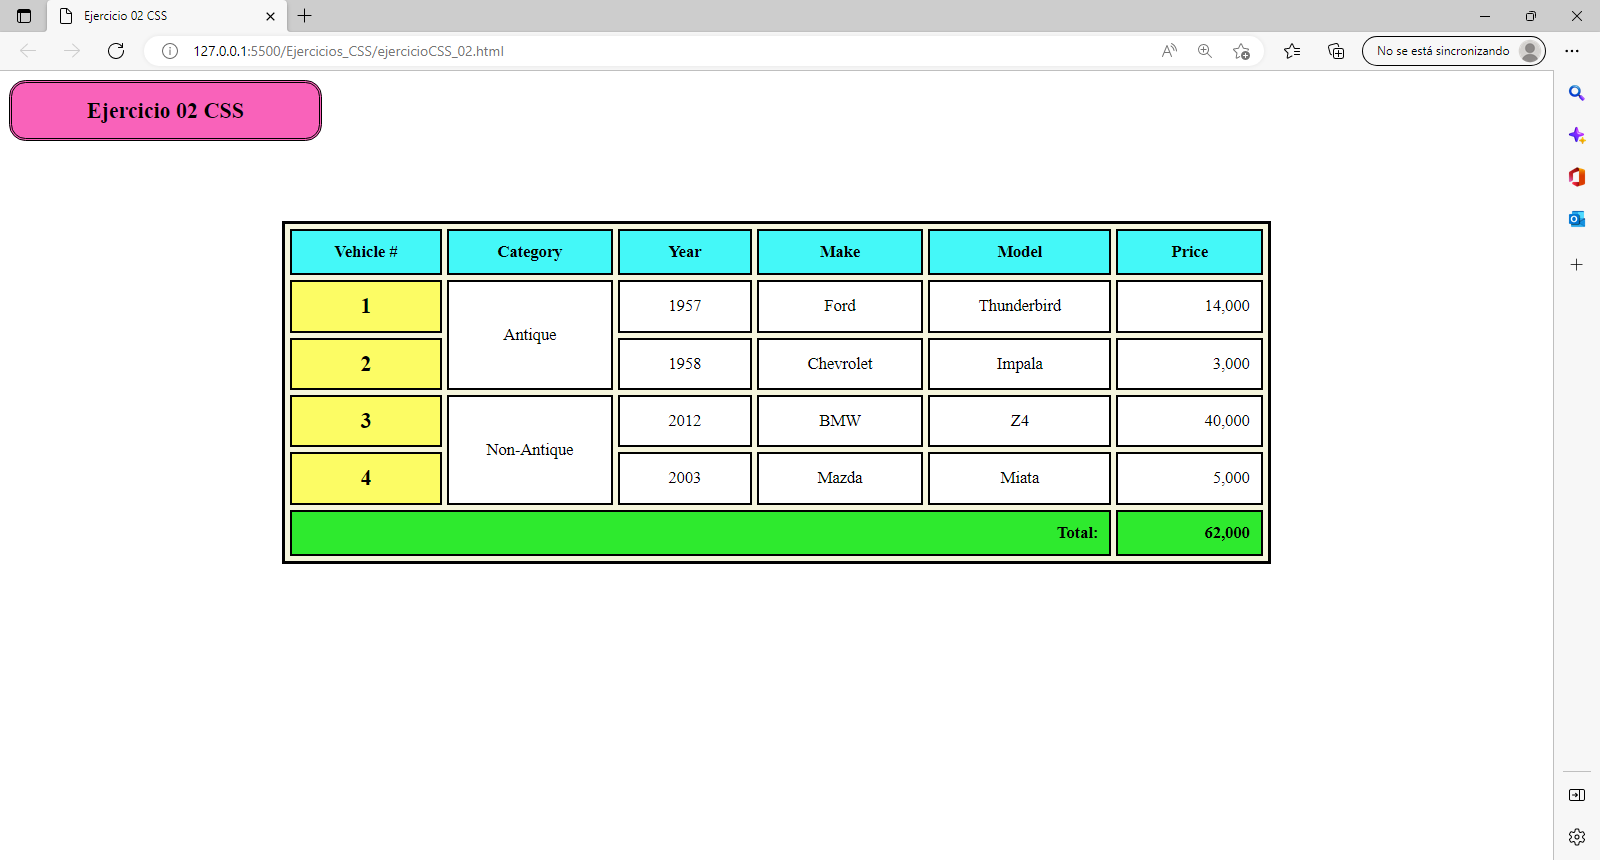 Ejercicio 02 CSS
127.0.0.1:5500/Ejercicios_CSS/ejercicioCSS_02.html
No se está sincronizando
Ejercicio 02 CSS
Vehicle # Category Year Make Model Price
1 Antique 1957 Ford Thunderbird 14,000
2 1958 Chevrolet Impala 3,000
3 Non-Antique 2012 BMW Z4 40,000
4 2003 Mazda Miata 5,000
Total: 62,000